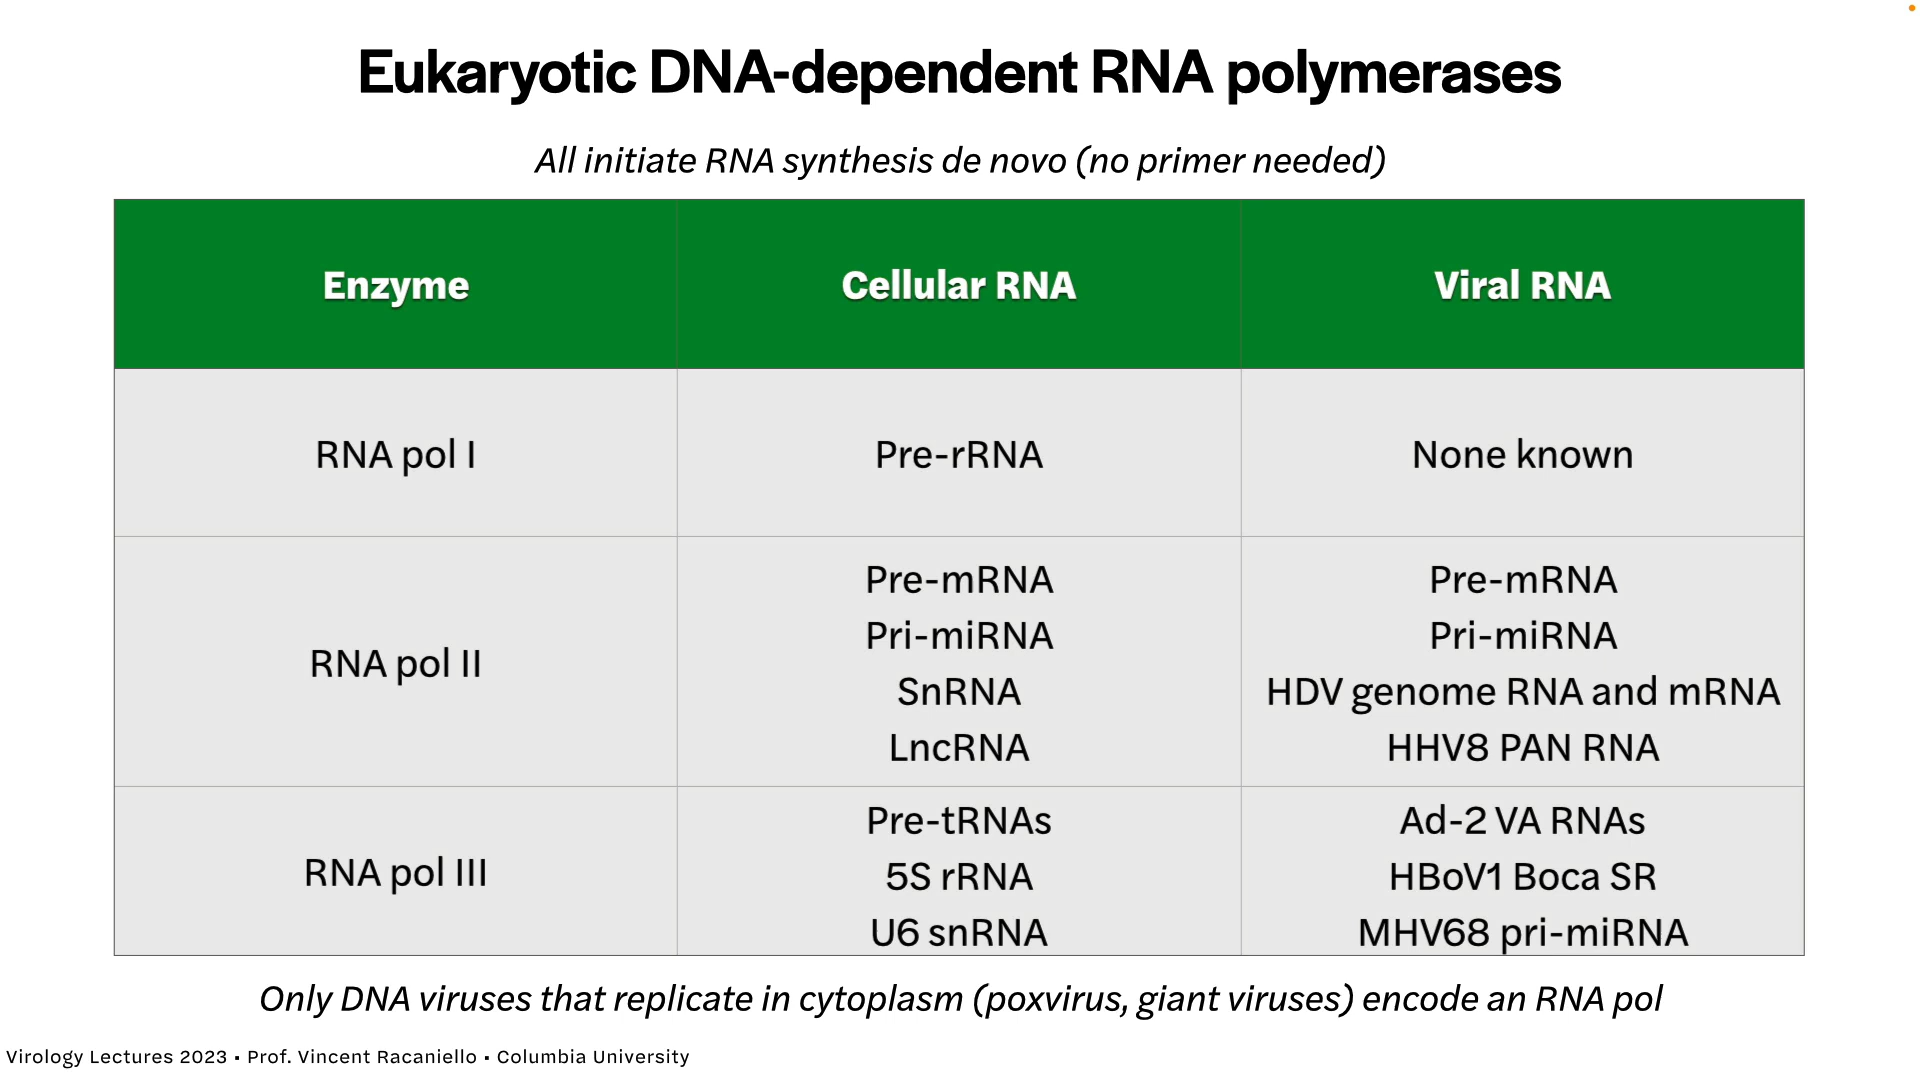 Eukaryotic DNA-dependent RNA polymerases
All initiate RNA synthesis de novo (no primer needed)
Enzyme
Cellular RNA
Viral RNA
RNA pol I
Pre-rRNA
None known
RNA pol II
Pre-mRNA
Pri-miRNA
SnRNA
LncRNA
Pre-mRNA
Pri-miRNA
HDV genome RNA and mRNA
HHV8 PAN RNA
RNA pol III
Pre-tRNAs
5S rRNA
U6 snRNA
Ad-2 VA RNAs
HBoV1 Boca SR
MHV68 pri-miRNA
Only DNA viruses that replicate in cytoplasm (poxvirus, giant viruses) encode an RNA pol
Virology Lectures 2023 • Prof. Vincent Racaniello • Columbia University